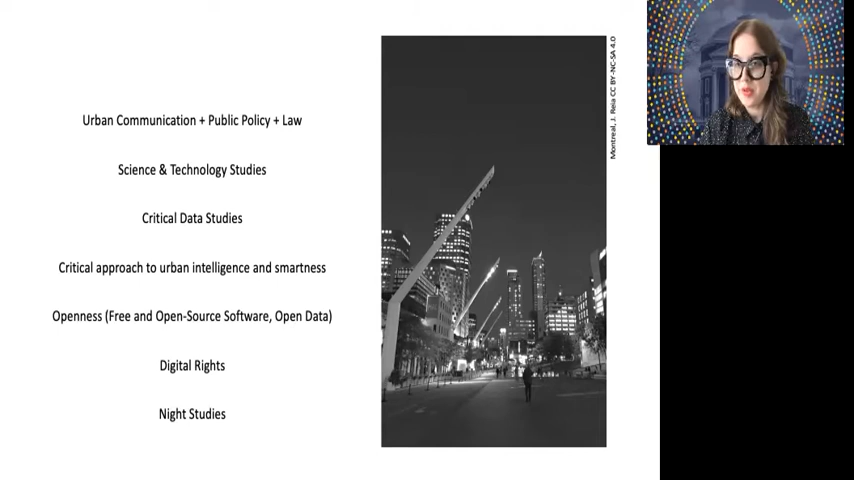 Urban Communication + Public Policy + Law
Science & Technology Studies
Critical Data Studies
Critical approach to urban intelligence and smartness
Openness (Free and Open-Source Software, Open Data)
Digital Rights
Night Studies
Montreal, J. Reia CC BY-NC-SA 4.0